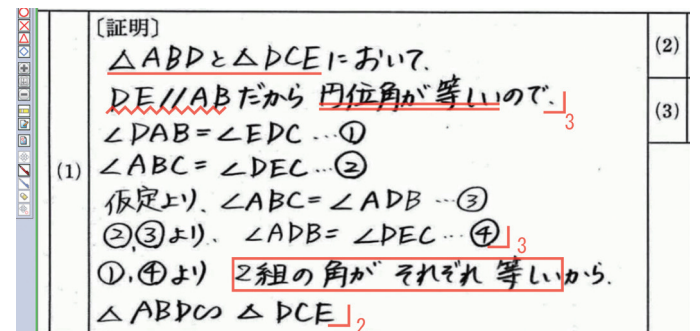 〔証明〕
△ABDと△DCEにおいて、
DE//ABだから 円位角が等しいので、
3
∠DAB=∠EDC…①
∠ABC=∠DEC…②
(1)
仮定より、∠ABC=∠ADB…③
②,③より、∠ADB=∠DEC…④
3
①,④より 2組の角が それぞれ 等しいから、
△ABD∽△DCE
2
(2)
(3)